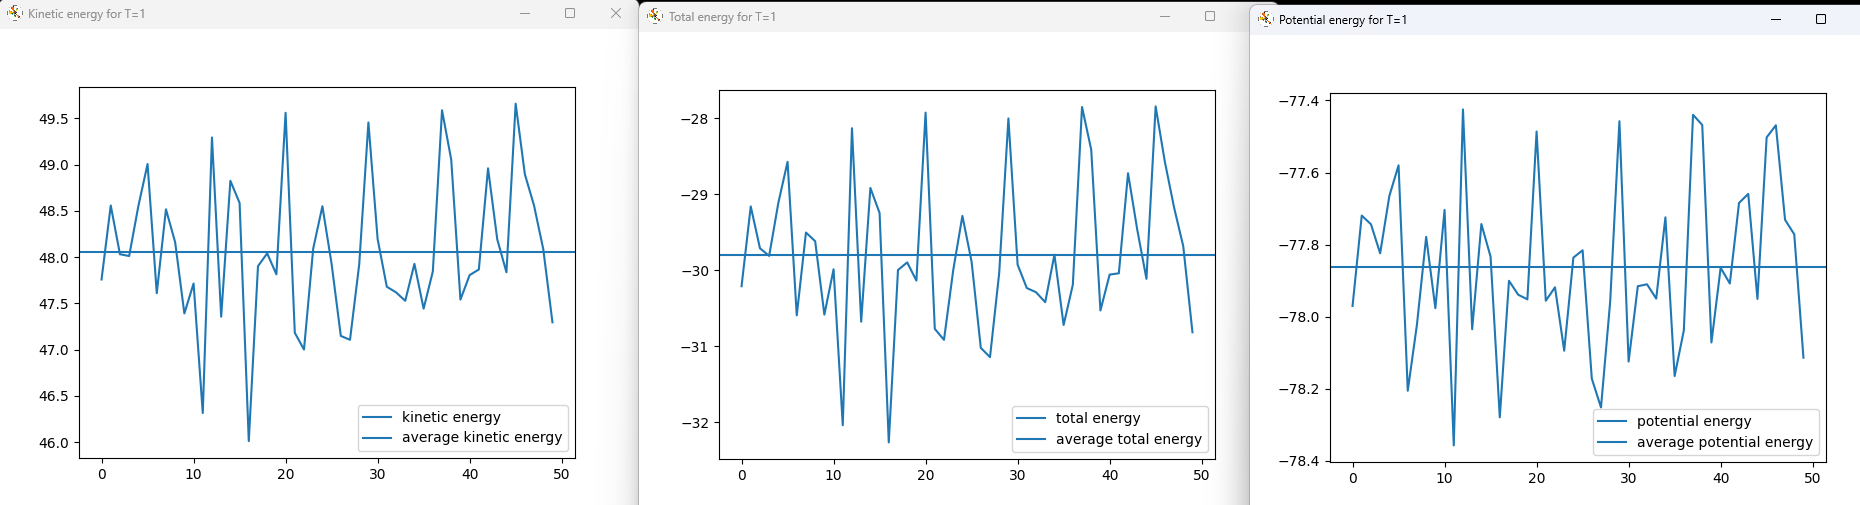 Kinetic energy for T=1
49.5
49.0
48.5
48.0
47.5
47.0
46.5
46.0
kinetic energy
average kinetic energy
0 10 20 30 40 50
Total energy for T=1
−28
−29
−30
−31
−32
total energy
average total energy
0 10 20 30 40 50
Potential energy for T=1
−77.4
−77.6
−77.8
−78.0
−78.2
−78.4
potential energy
average potential energy
0 10 20 30 40 50